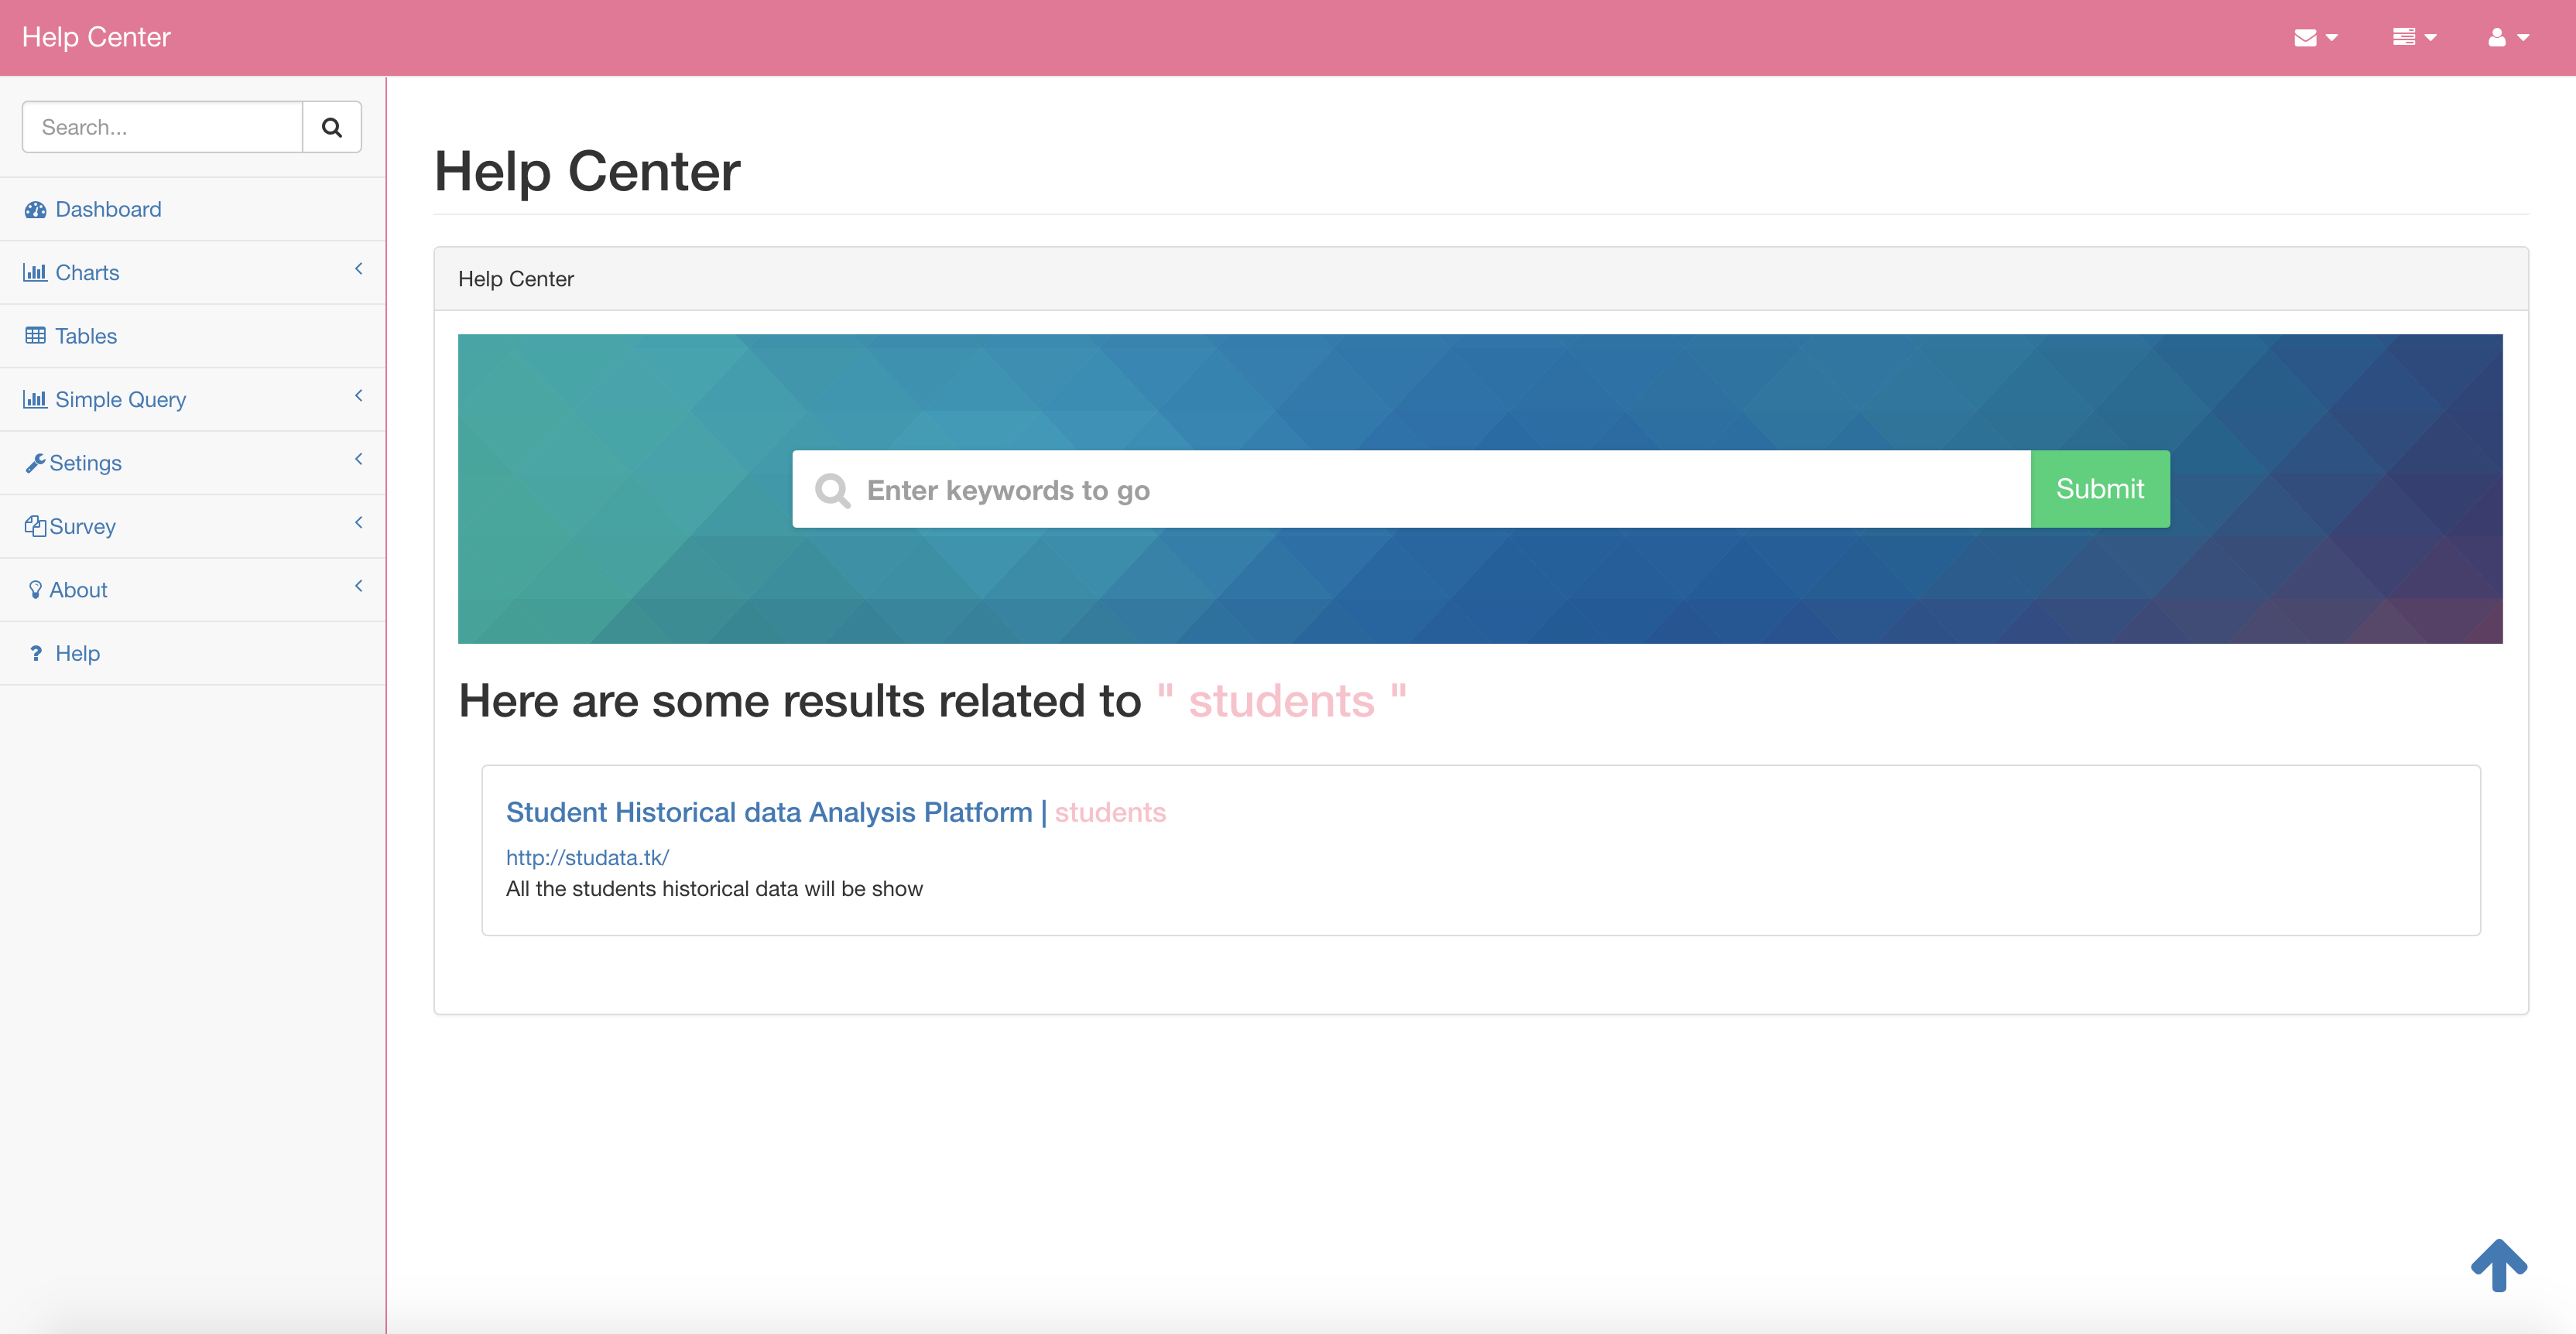 Help Center
Search...
Dashboard
Charts
Tables
Simple Query
Setings
Survey
About
? Help
Help Center
Help Center
Enter keywords to go
Submit
Here are some results related to " students "
Student Historical data Analysis Platform | students
http://studata.tk/
All the students historical data will be show